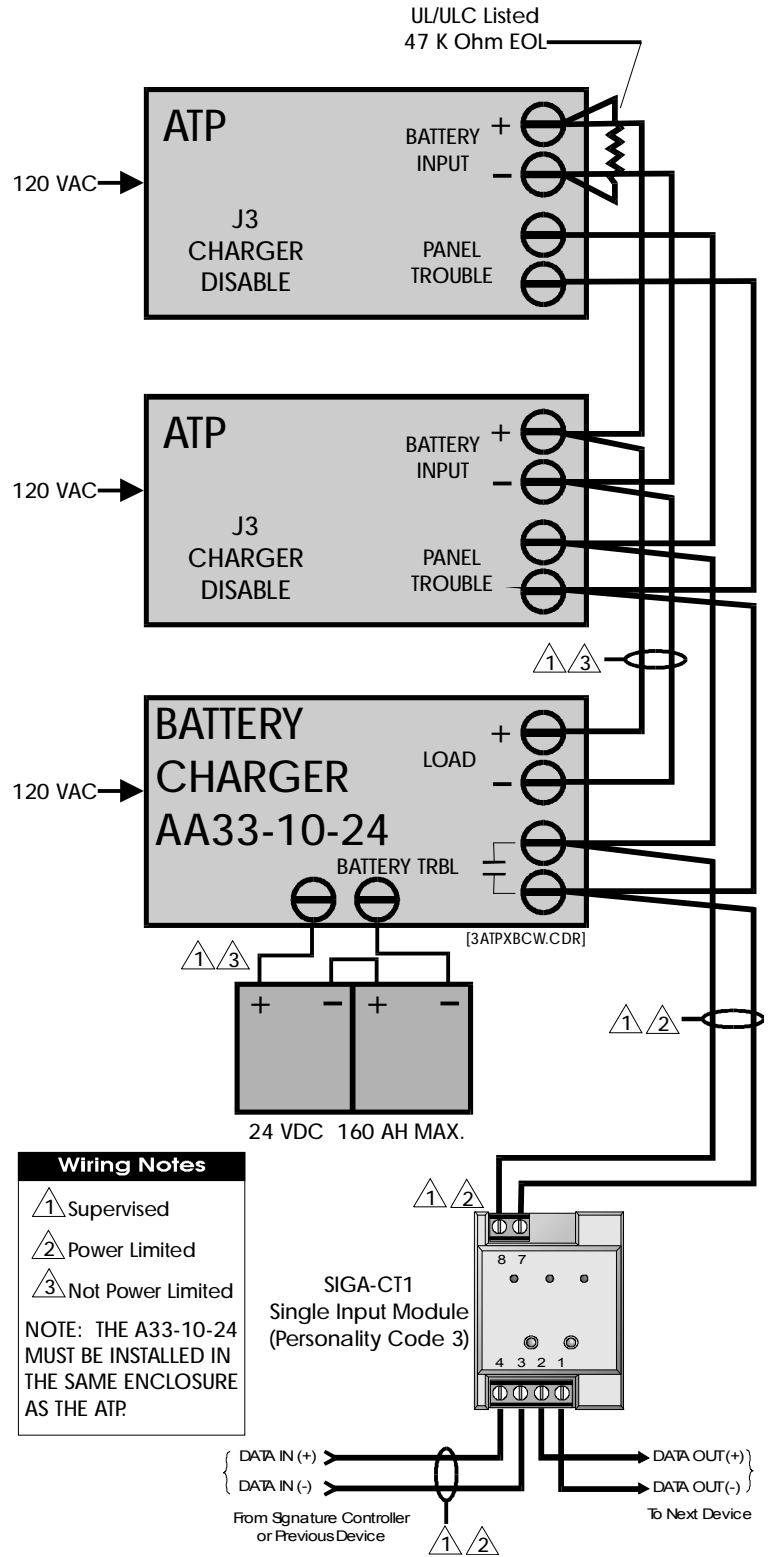 UL/ULC Listed
47 K Ohm EOL
ATP
BATTERY
INPUT
+
−
120 VAC
J3
CHARGER
DISABLE
PANEL
TROUBLE
ATP
BATTERY
INPUT
+
−
120 VAC
J3
CHARGER
DISABLE
PANEL
TROUBLE
1 3
BATTERY
CHARGER
AA33-10-24
LOAD
+
−
120 VAC
BATTERY TRBL
[3ATPXBCW.CDR]
1 3
+ − + −
24 VDC 160 AH MAX.
1 2
Wiring Notes
1 Supervised
2 Power Limited
3 Not Power Limited
NOTE: THE A33-10-24
MUST BE INSTALLED IN
THE SAME ENCLOSURE
AS THE ATP.
1 2
8 7
SIGA-CT1
Single Input Module
(Personality Code 3)
4 3 2 1
DATA IN (+)
DATA IN (-)
DATA OUT(+)
DATA OUT(-)
From Signature Controller
or Previous Device
To Next Device
1 2